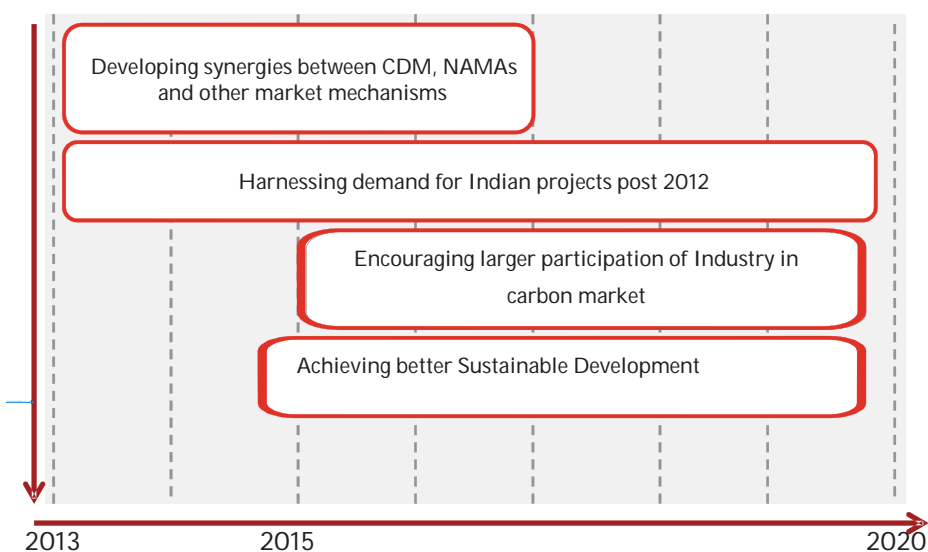 Developing synergies between CDM, NAMAs
and other market mechanisms
Harnessing demand for Indian projects post 2012
Encouraging larger participation of Industry in
carbon market
Achieving better Sustainable Development
2013
2015
2020